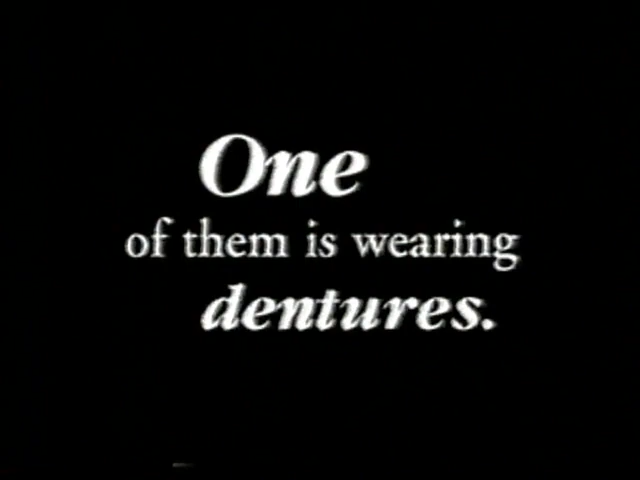 One
of them is wearing
dentures.